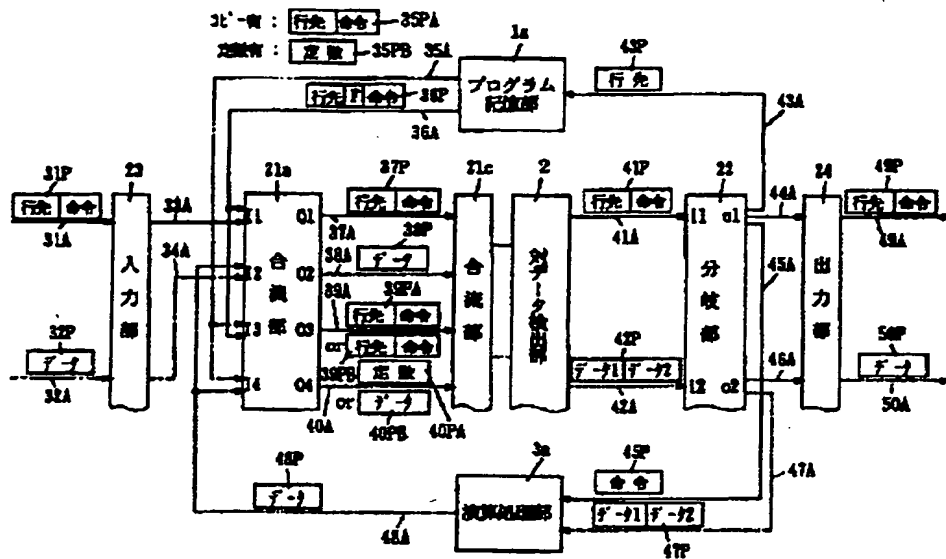 コピー有: 行先 命令 35PA
定数有: 定数 35PB 35A
1a
43P
行先
プログラム
記憶部
行先 F 命令 36P
36A
43A
31P
行先 命令
31A
23
33A
34A
入力部
32P
データ
32A
21a
I1
I2
I3
I4
合流部
O1
O2
O3
O4
37P
行先 命令
37A
38P
38A
データ
39A
39PA
行先 命令
or 行先 命令
39PB
定数
40A
or データ
40PB
40PA
21c
合流部
2
対データ検出部
41P
行先 命令
41A
42P
データ1 データ2
42A
22
I1
I2
分岐部
o1
o2
44A
45A
46A
24
出力部
49P
行先 命令
49A
50P
データ
50A
48P
データ
48A
3a
演算処理部
45P
命令
データ1 データ2
47P
47A